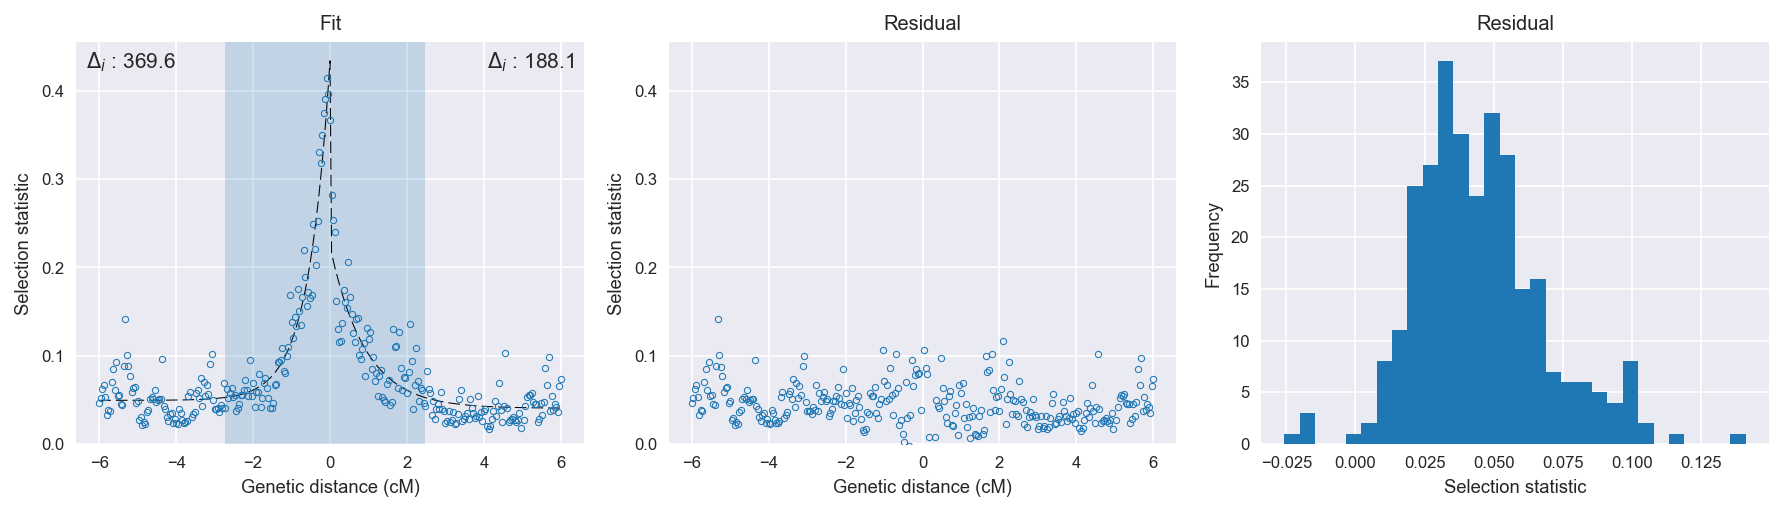 Fit
Δi : 369.6
Δi : 188.1
Selection statistic
0.4
0.3
0.2
0.1
0.0
−6 −4 −2 0 2 4 6
Genetic distance (cM)
Residual
Selection statistic
0.4
0.3
0.2
0.1
0.0
−6 −4 −2 0 2 4 6
Genetic distance (cM)
Residual
Frequency
35
30
25
20
15
10
5
0
−0.025 0.000 0.025 0.050 0.075 0.100 0.125
Selection statistic